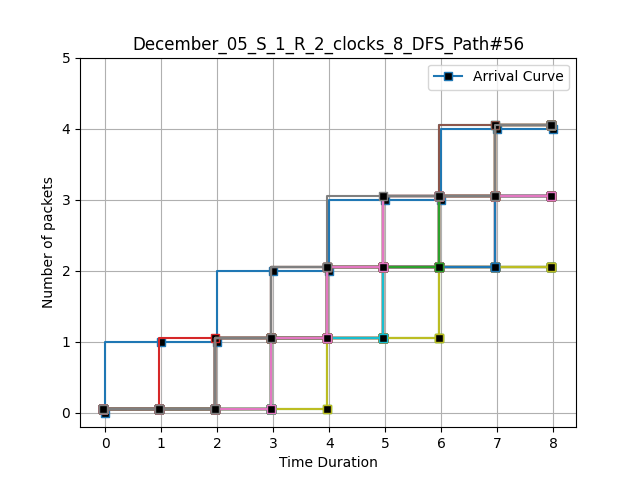 December_05_S_1_R_2_clocks_8_DFS_Path#56
Arrival Curve
Number of packets
5
4
3
2
1
0
0 1 2 3 4 5 6 7 8
Time Duration